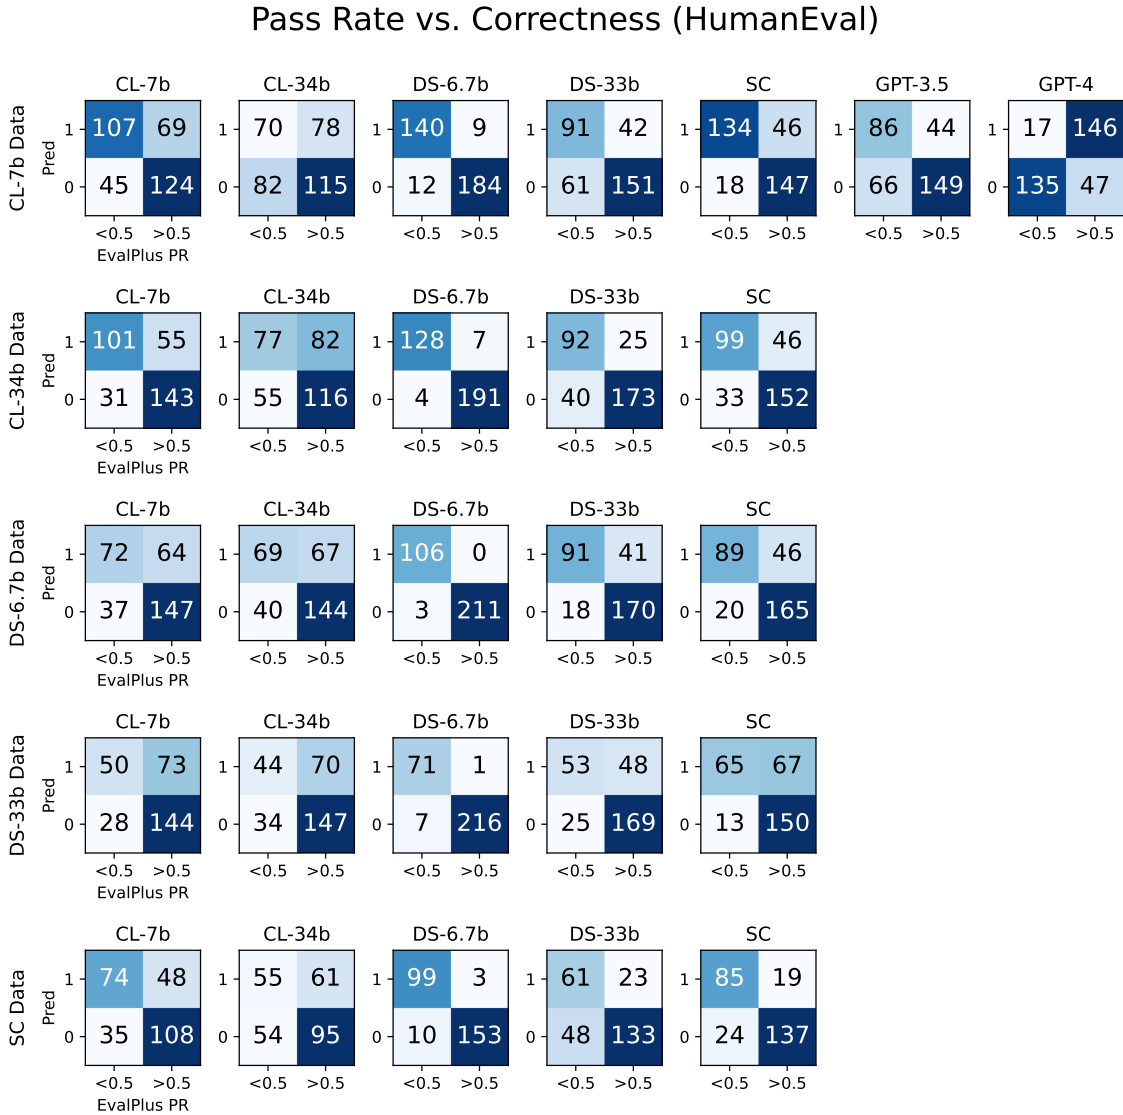 Pass Rate vs. Correctness (HumanEval)
CL-7b CL-34b DS-6.7b DS-33b SC GPT-3.5 GPT-4
CL-7b Data
Pred
1 107 69 1 70 78 1 140 9 1 91 42 1 134 46 1 86 44 1 17 146
0 45 124 0 82 115 0 12 184 0 61 151 0 18 147 0 66 149 0 135 47
<0.5 >0.5 <0.5 >0.5 <0.5 >0.5 <0.5 >0.5 <0.5 >0.5 <0.5 >0.5 <0.5 >0.5
EvalPlus PR
CL-7b CL-34b DS-6.7b DS-33b SC
CL-34b Data
Pred
1 101 55 1 77 82 1 128 7 1 92 25 1 99 46
0 31 143 0 55 116 0 4 191 0 40 173 0 33 152
<0.5 >0.5 <0.5 >0.5 <0.5 >0.5 <0.5 >0.5 <0.5 >0.5
EvalPlus PR
CL-7b CL-34b DS-6.7b DS-33b SC
DS-6.7b Data
Pred
1 72 64 1 69 67 1 106 0 1 91 41 1 89 46
0 37 147 0 40 144 0 3 211 0 18 170 0 20 165
<0.5 >0.5 <0.5 >0.5 <0.5 >0.5 <0.5 >0.5 <0.5 >0.5
EvalPlus PR
CL-7b CL-34b DS-6.7b DS-33b SC
DS-33b Data
Pred
1 50 73 1 44 70 1 71 1 1 53 48 1 65 67
0 28 144 0 34 147 0 7 216 0 25 169 0 13 150
<0.5 >0.5 <0.5 >0.5 <0.5 >0.5 <0.5 >0.5 <0.5 >0.5
EvalPlus PR
CL-7b CL-34b DS-6.7b DS-33b SC
SC Data
Pred
1 74 48 1 55 61 1 99 3 1 61 23 1 85 19
0 35 108 0 54 95 0 10 153 0 48 133 0 24 137
<0.5 >0.5 <0.5 >0.5 <0.5 >0.5 <0.5 >0.5 <0.5 >0.5
EvalPlus PR